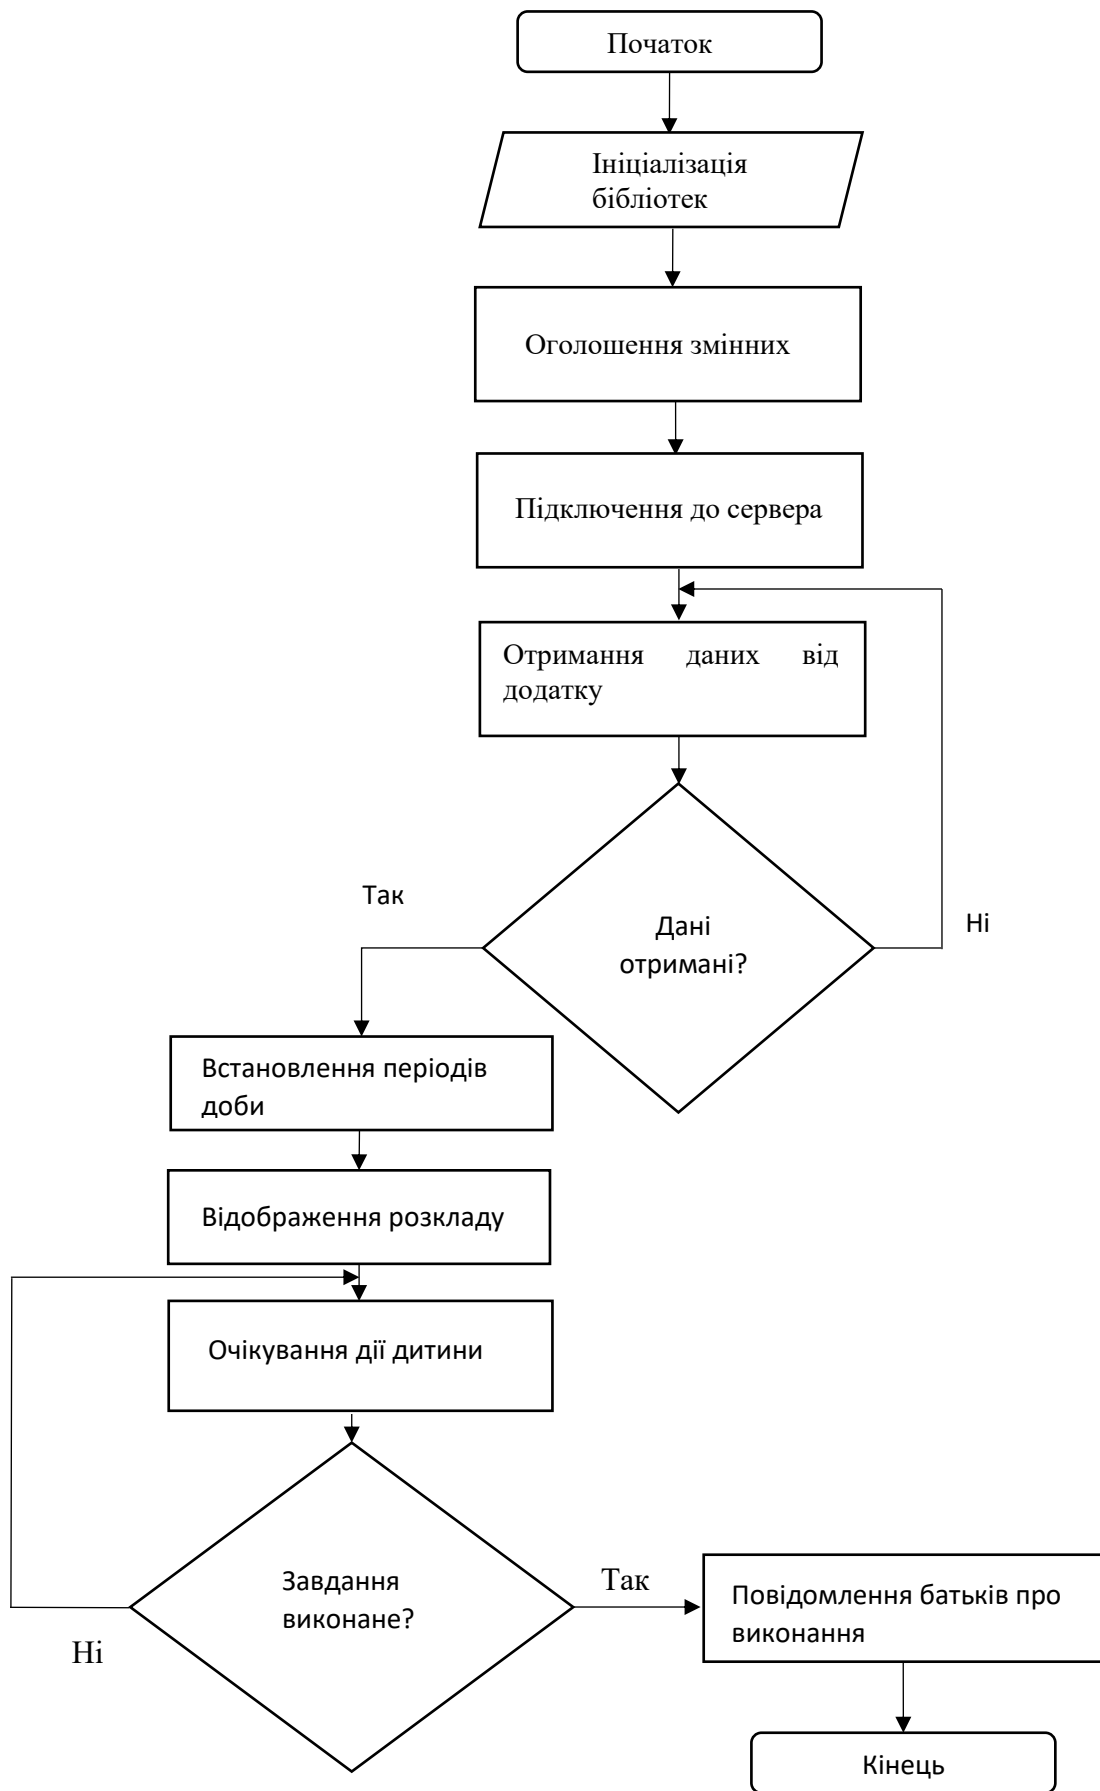 Початок
Ініціалізація
бібліотек
Оголошення змінних
Підключення до сервера
Отримання даних від
додатку
Так
Дані
отримані?
Ні
Встановлення періодів
доби
Відображення розкладу
Очікування дії дитини
Завдання
виконане?
Так
Ні
Повідомлення батьків про
виконання
Кінець